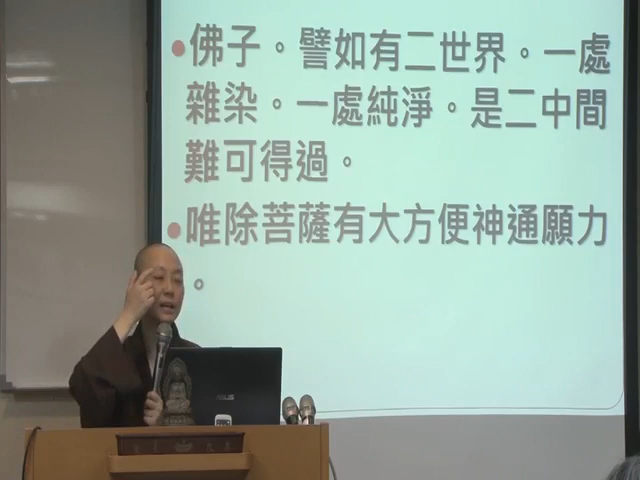 •佛子。譬如有二世界。一處
雜染。一處純淨。是二中間
難可得過。
•唯除菩薩有大方便神通願力
。
ASUS